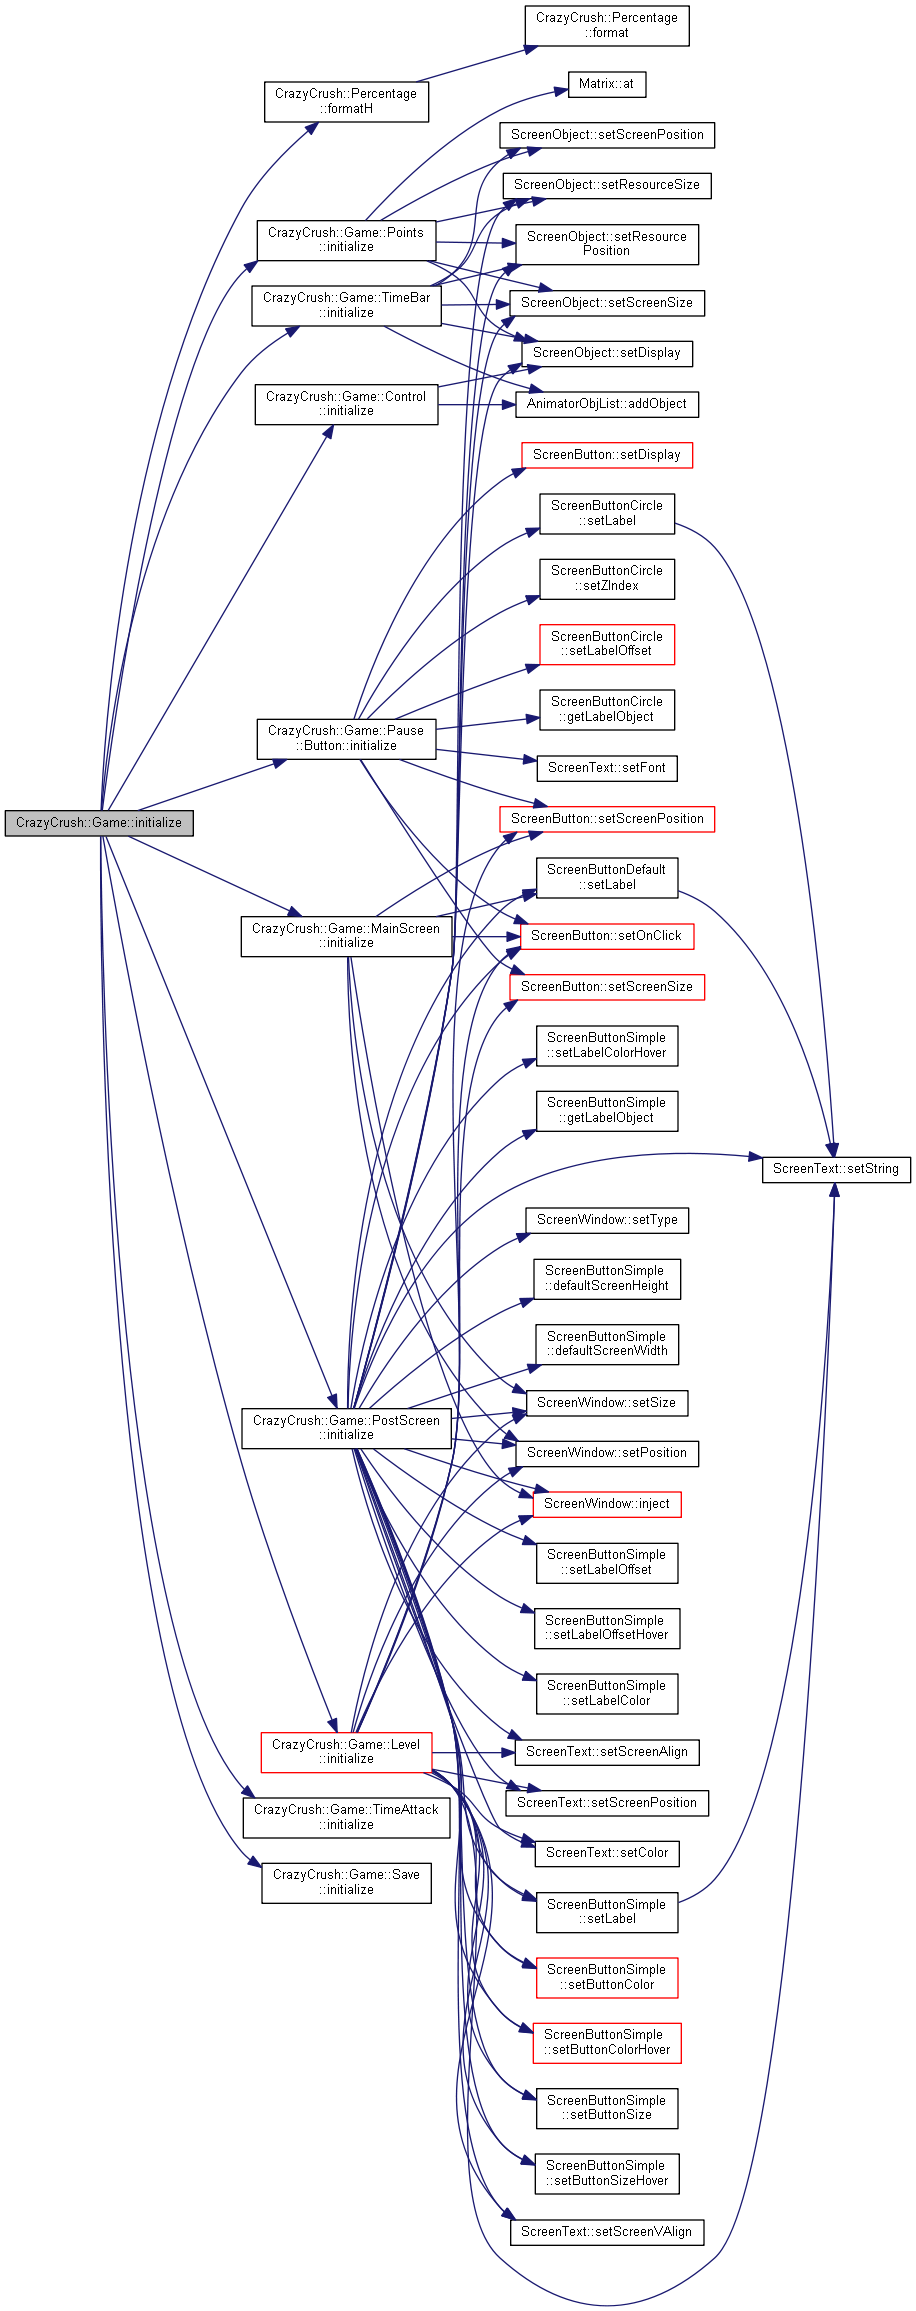 CrazyCrush::Percentage
::format
Matrix::at
CrazyCrush::Percentage
::formatH
ScreenObject::setScreenPosition
ScreenObject::setResourceSize
CrazyCrush::Game::Points
::initialize
ScreenObject::setResource
Position
CrazyCrush::Game::TimeBar
::initialize
ScreenObject::setScreenSize
ScreenObject::setDisplay
CrazyCrush::Game::Control
::initialize
AnimatorObjList::addObject
ScreenButton::setDisplay
ScreenButtonCircle
::setLabel
ScreenButtonCircle
::setZIndex
ScreenButtonCircle
::setLabelOffset
ScreenButtonCircle
::getLabelObject
CrazyCrush::Game::Pause
::Button::initialize
ScreenText::setFont
CrazyCrush::Game::initialize
ScreenButton::setScreenPosition
ScreenButtonDefault
::setLabel
CrazyCrush::Game::MainScreen
::initialize
ScreenButton::setOnClick
ScreenButton::setScreenSize
ScreenButtonSimple
::setLabelColorHover
ScreenButtonSimple
::getLabelObject
ScreenText::setString
ScreenWindow::setType
ScreenButtonSimple
::defaultScreenHeight
ScreenButtonSimple
::defaultScreenWidth
ScreenWindow::setSize
CrazyCrush::Game::PostScreen
::initialize
ScreenWindow::setPosition
ScreenWindow::inject
ScreenButtonSimple
::setLabelOffset
ScreenButtonSimple
::setLabelOffsetHover
ScreenButtonSimple
::setLabelColor
CrazyCrush::Game::Level
::initialize
ScreenText::setScreenAlign
ScreenText::setScreenPosition
CrazyCrush::Game::TimeAttack
::initialize
ScreenText::setColor
CrazyCrush::Game::Save
::initialize
ScreenButtonSimple
::setLabel
ScreenButtonSimple
::setButtonColor
ScreenButtonSimple
::setButtonColorHover
ScreenButtonSimple
::setButtonSize
ScreenButtonSimple
::setButtonSizeHover
ScreenText::setScreenVAlign